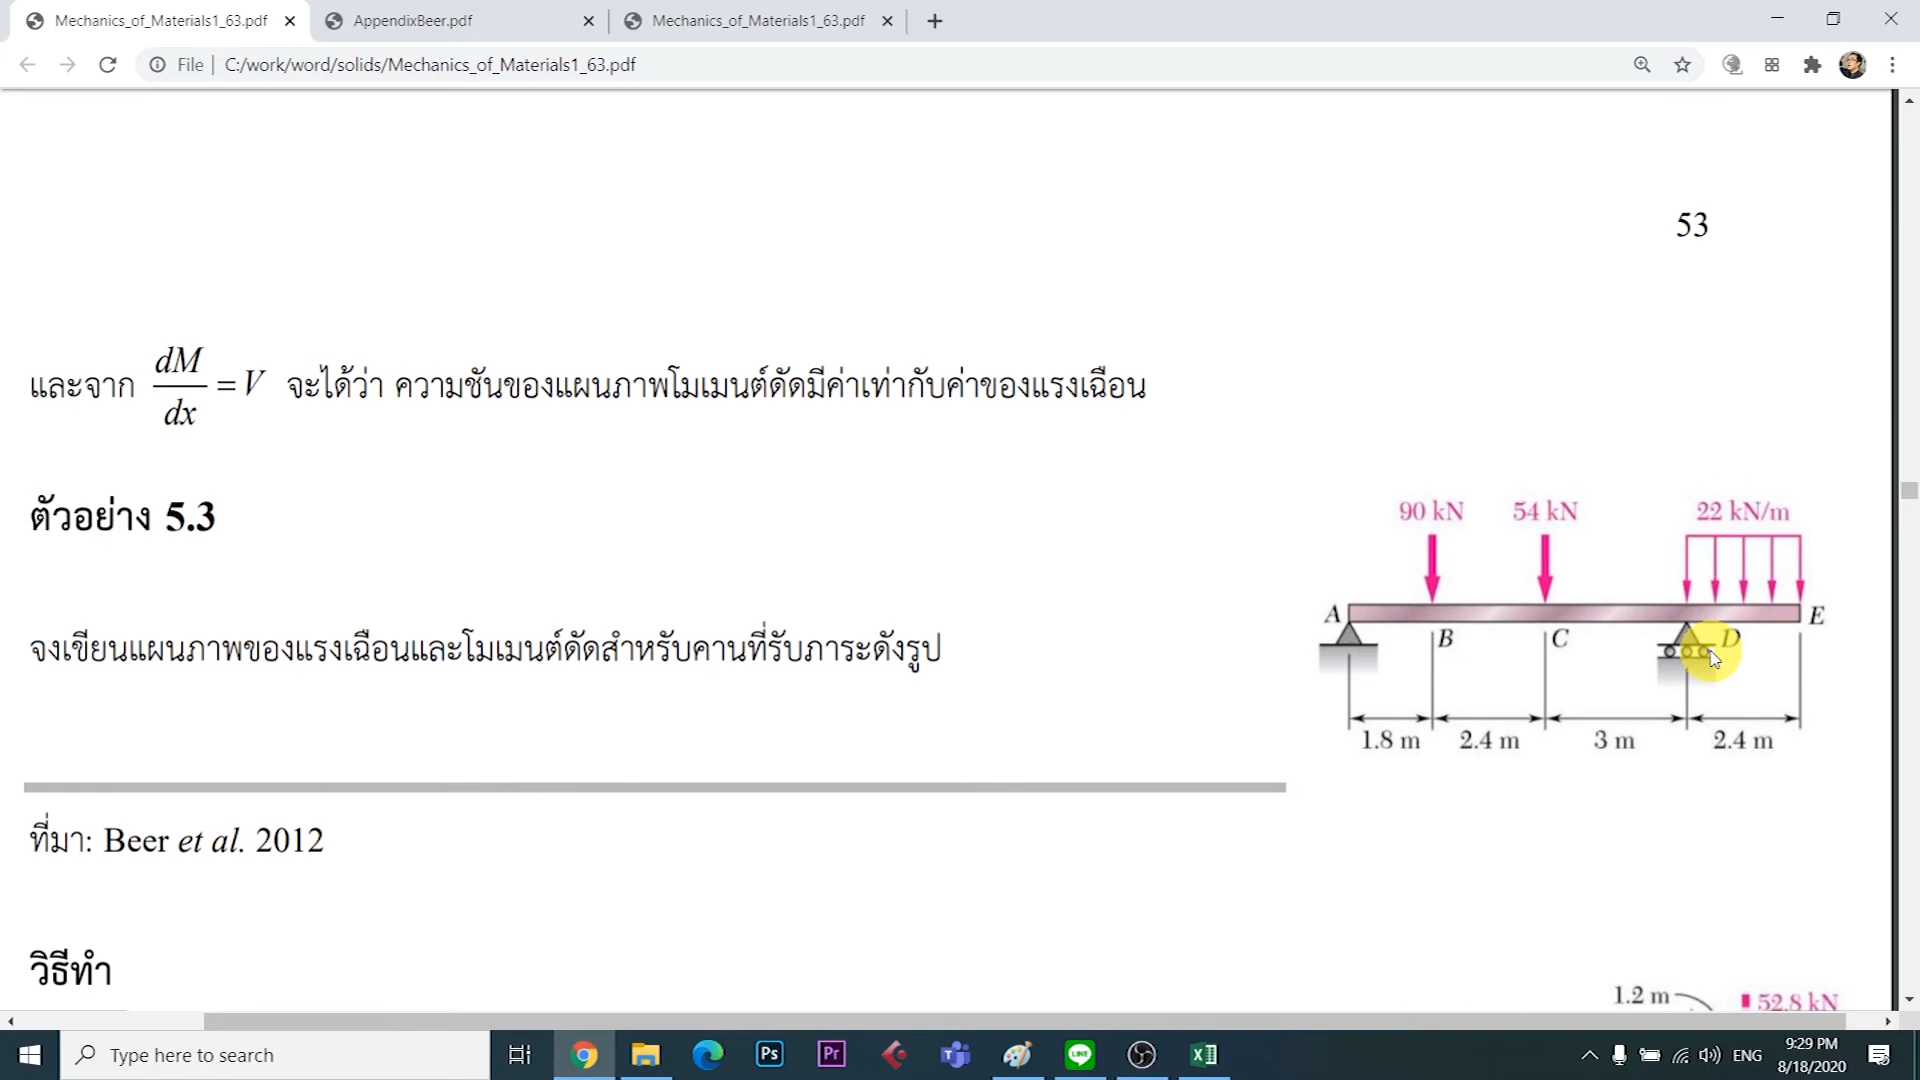 Mechanics_of_Materials1_63.pdf
AppendixBeer.pdf
Mechanics_of_Materials1_63.pdf
File
C:/work/word/solids/Mechanics_of_Materials1_63.pdf
53
และจาก dM/dx = V จะได้ว่า ความชันของแผนภาพโมเมนต์ดัดมีค่าเท่ากับค่าของแรงเฉือน
ตัวอย่าง 5.3
90 kN 54 kN 22 kN/m
A E
จงเขียนแผนภาพของแรงเฉือนและโมเมนต์ดัดสำหรับคานที่รับภาระดังรูป
B C D
1.8 m 2.4 m 3 m 2.4 m
ที่มา: Beer et al. 2012
วิธีทำ
1.2 m 52.8 kN
Type here to search
Ps
Pr
LINE
ENG
9:29 PM
8/18/2020